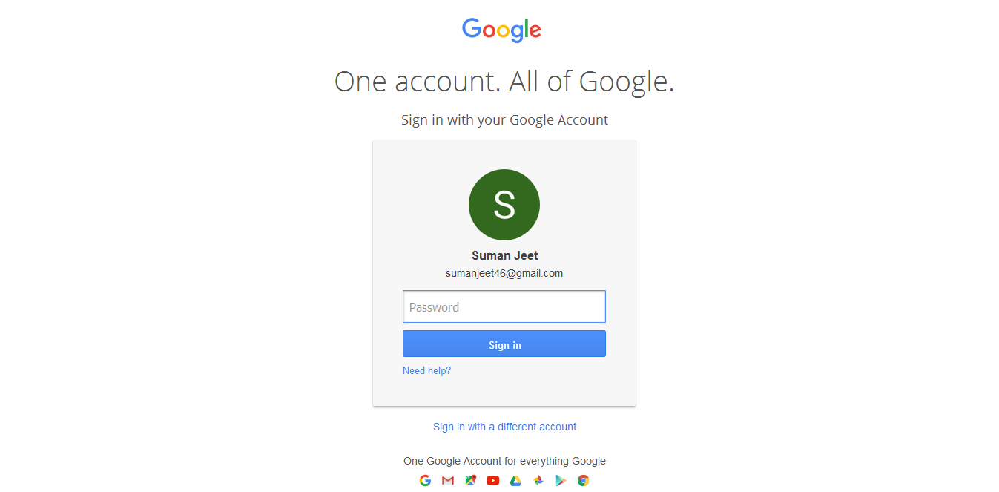 Google
One account. All of Google.
Sign in with your Google Account
S
Suman Jeet
sumanjeet46@gmail.com
Password
Sign in
Need help?
Sign in with a different account
One Google Account for everything Google